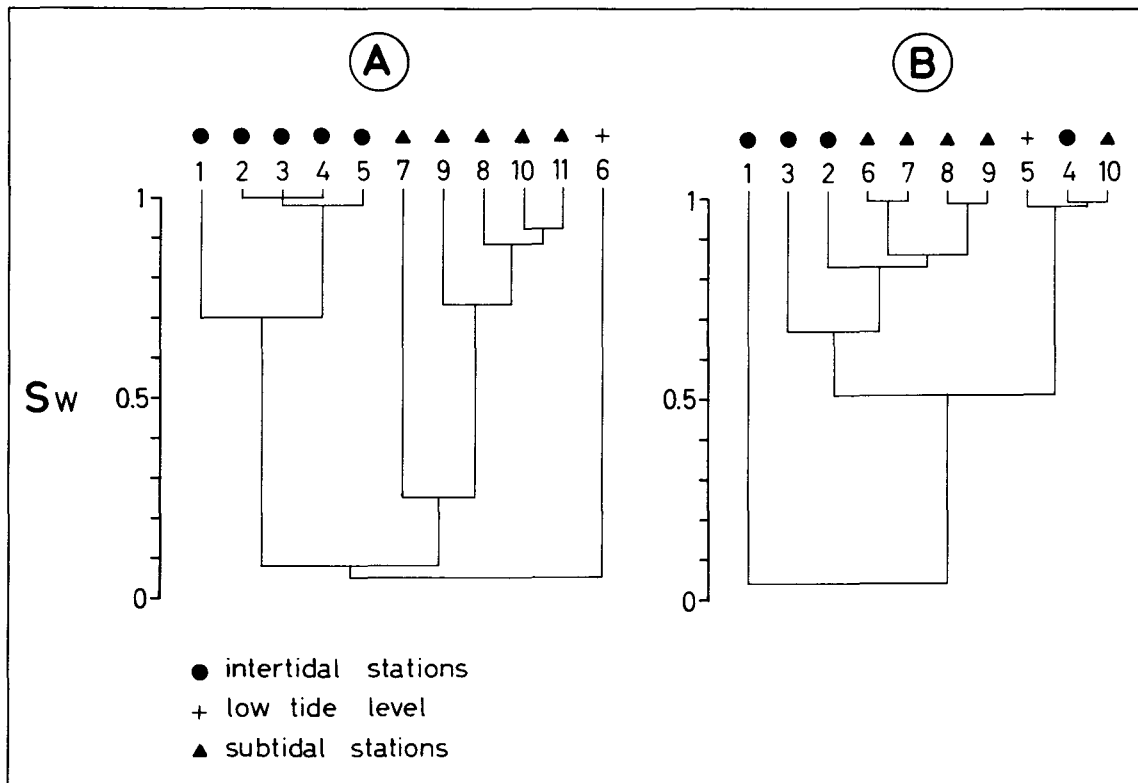 A B
1 2 3 4 5 7 9 8 10 11 6
1 3 2 6 7 8 9 5 4 10
1 1
Sw 0.5 0.5
0 0
intertidal stations
+ low tide level
subtidal stations